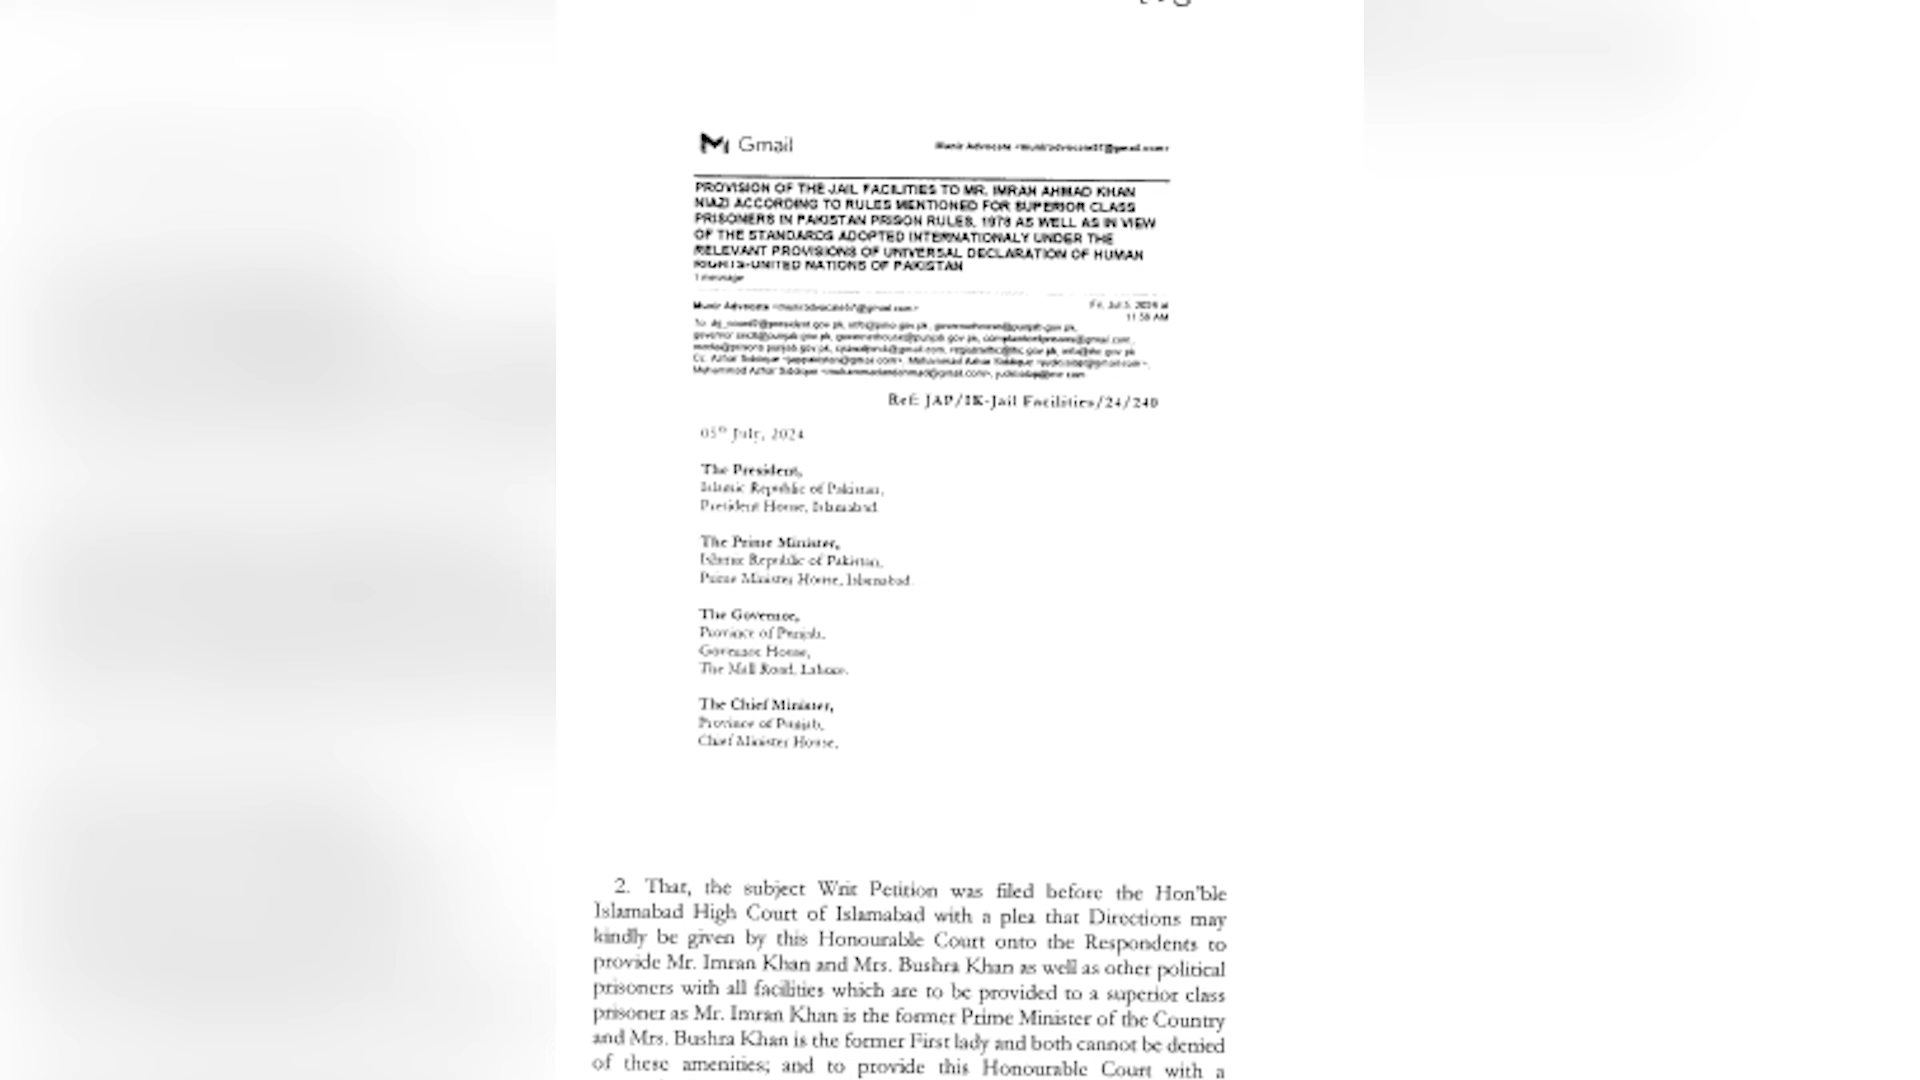 Gmail
PROVISION OF THE JAIL FACILITIES TO MR. IMRAN AHMAD KHAN
NIAZI ACCORDING TO RULES MENTIONED FOR SUPERIOR CLASS
PRISONERS IN PAKISTAN PRISON RULES, 1978 AS WELL AS IN VIEW
OF THE STANDARDS ADOPTED INTERNATIONALY UNDER THE
RELEVANT PROVISIONS OF UNIVERSAL DECLARATION OF HUMAN
RIGHTS-UNITED NATIONS OF PAKISTAN
1 message
Munir Advocate
11:58 AM
Ref: JAP/IK-Jail Facilities/24/240
05th July, 2024
The President,
Islamic Republic of Pakistan,
President House, Islamabad.
The Prime Minister,
Islamic Republic of Pakistan,
Prime Minister House, Islamabad.
The Governor,
Province of Punjab,
Governor House,
The Mall Road, Lahore.
The Chief Minister,
Province of Punjab,
Chief Minister House,
2. That, the subject Writ Petition was filed before the Hon'ble
Islamabad High Court of Islamabad with a plea that Directions may
kindly be given by this Honourable Court onto the Respondents to
provide Mr. Imran Khan and Mrs. Bushra Khan as well as other political
prisoners with all facilities which are to be provided to a superior class
prisoner as Mr. Imran Khan is the former Prime Minister of the Country
and Mrs. Bushra Khan is the former First lady and both cannot be denied
of these amenities; and to provide this Honourable Court with a